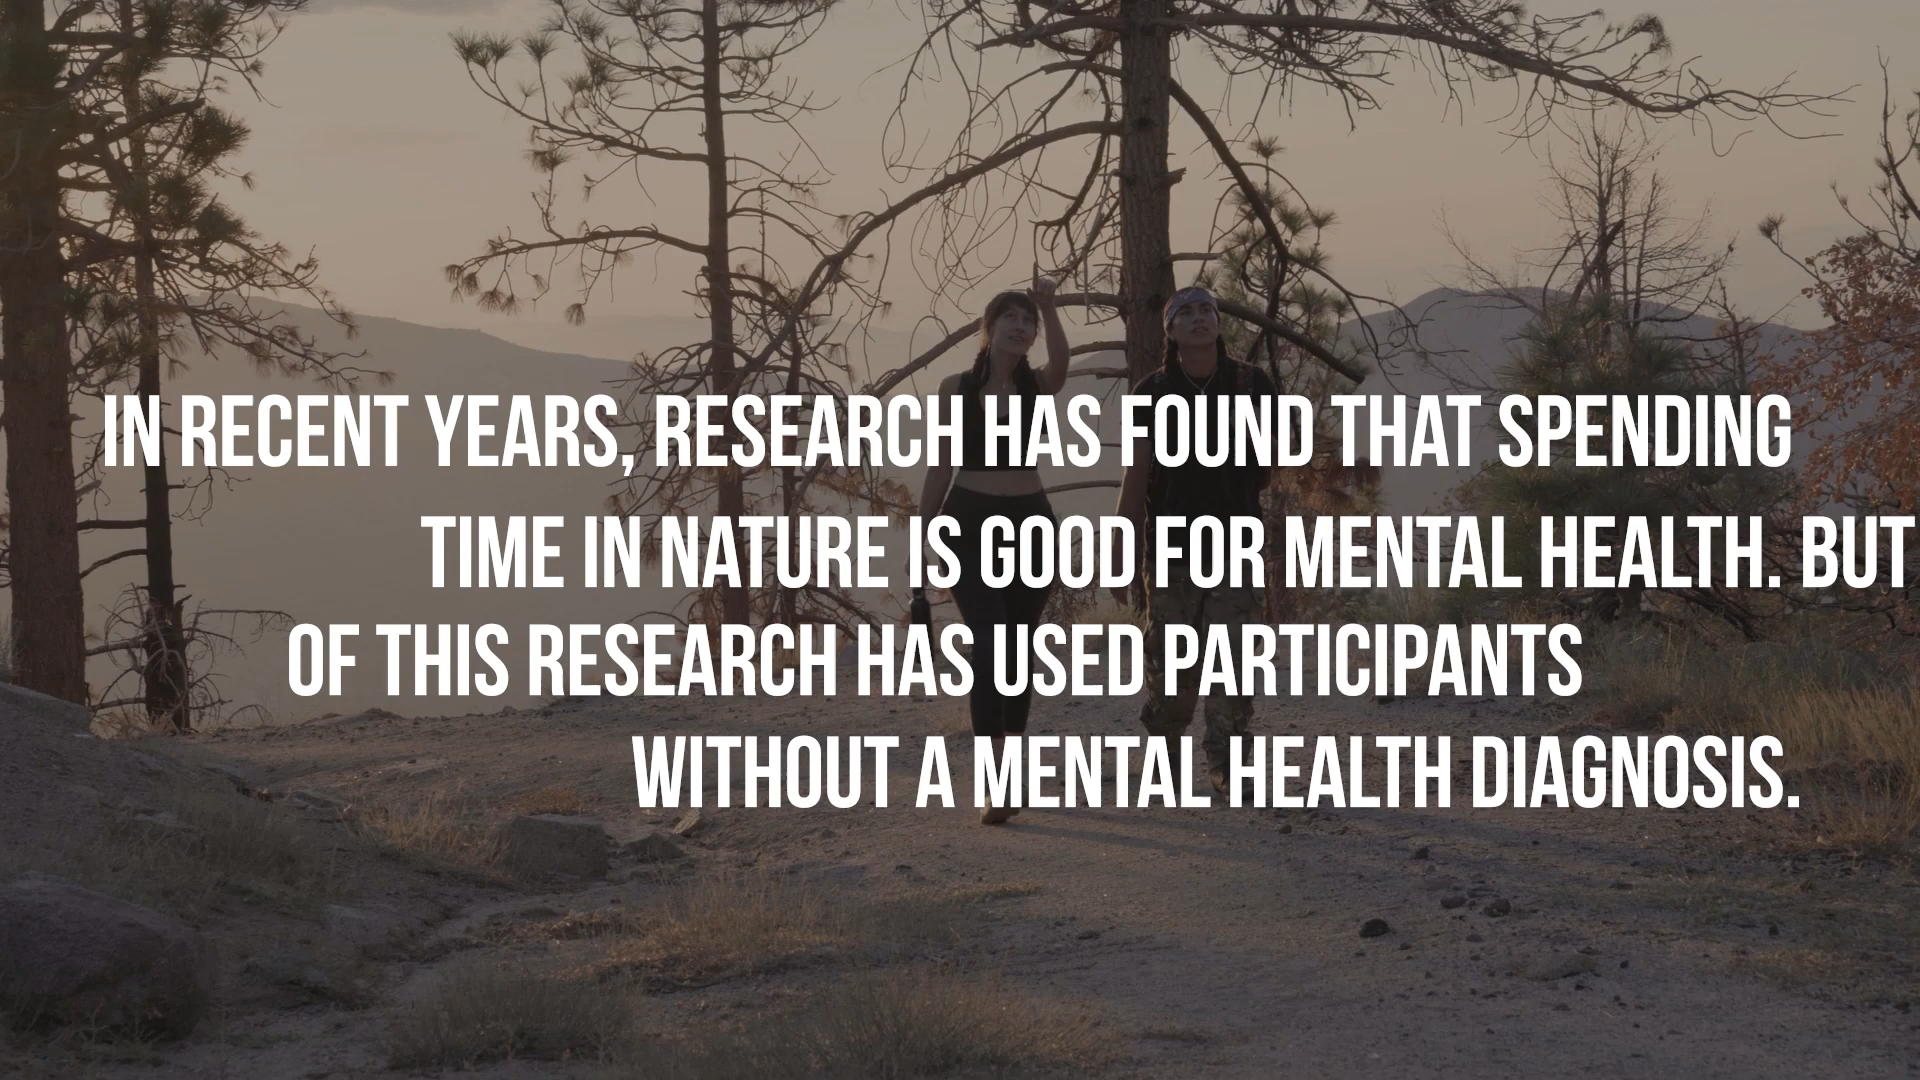 IN RECENT YEARS, RESEARCH HAS FOUND THAT SPENDING
TIME IN NATURE IS GOOD FOR MENTAL HEALTH. BUT
OF THIS RESEARCH HAS USED PARTICIPANTS
WITHOUT A MENTAL HEALTH DIAGNOSIS.